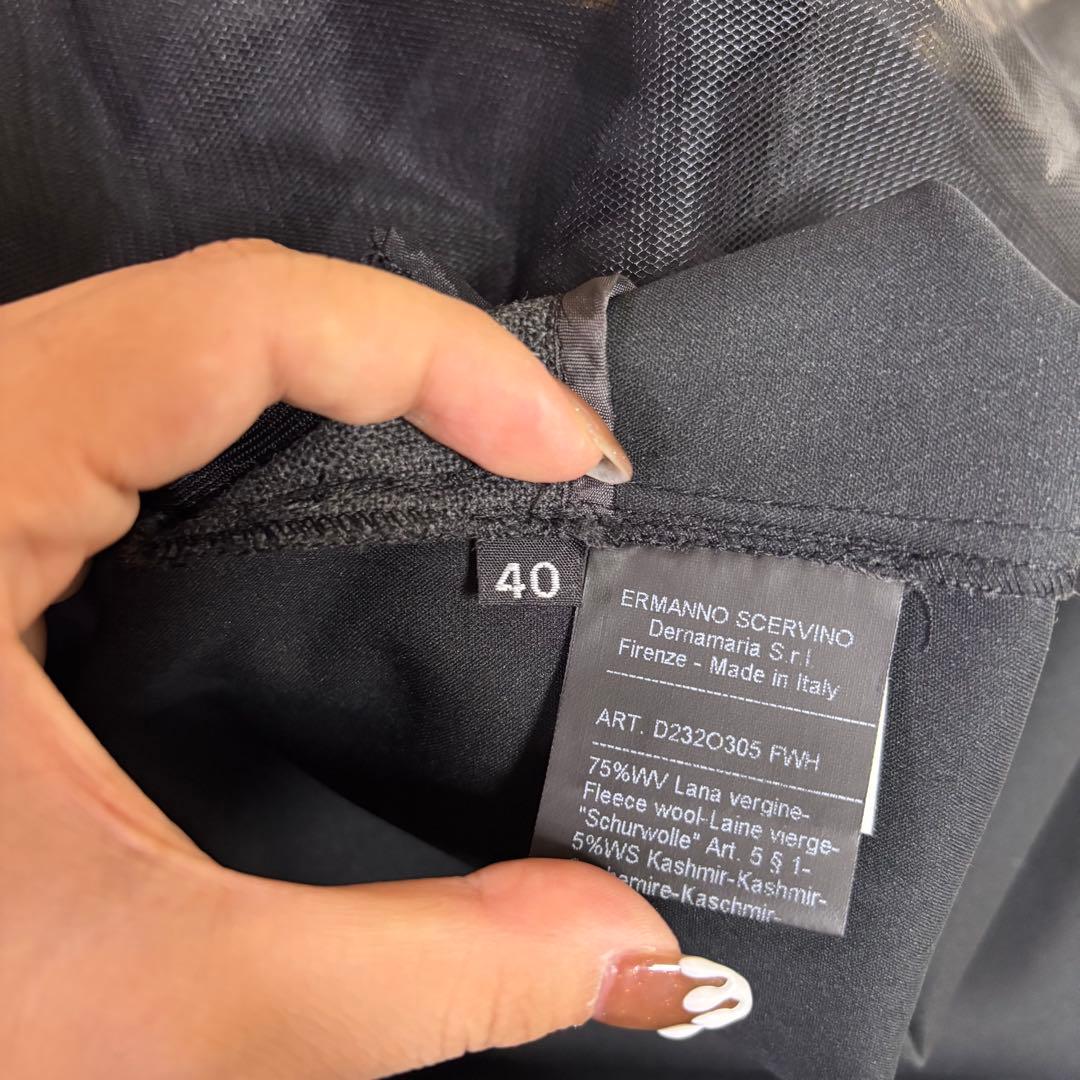 40
ERMANNO SCERVINO
Dernamaria S.r.l.
Firenze - Made in Italy
ART. D232O305 FWH
75%WV Lana vergine-
Fleece wool-Laine vierge-
"Schurwolle" Art. 5 § 1-
5%WS Kashmir-Kashmir-
-Kaschmir-